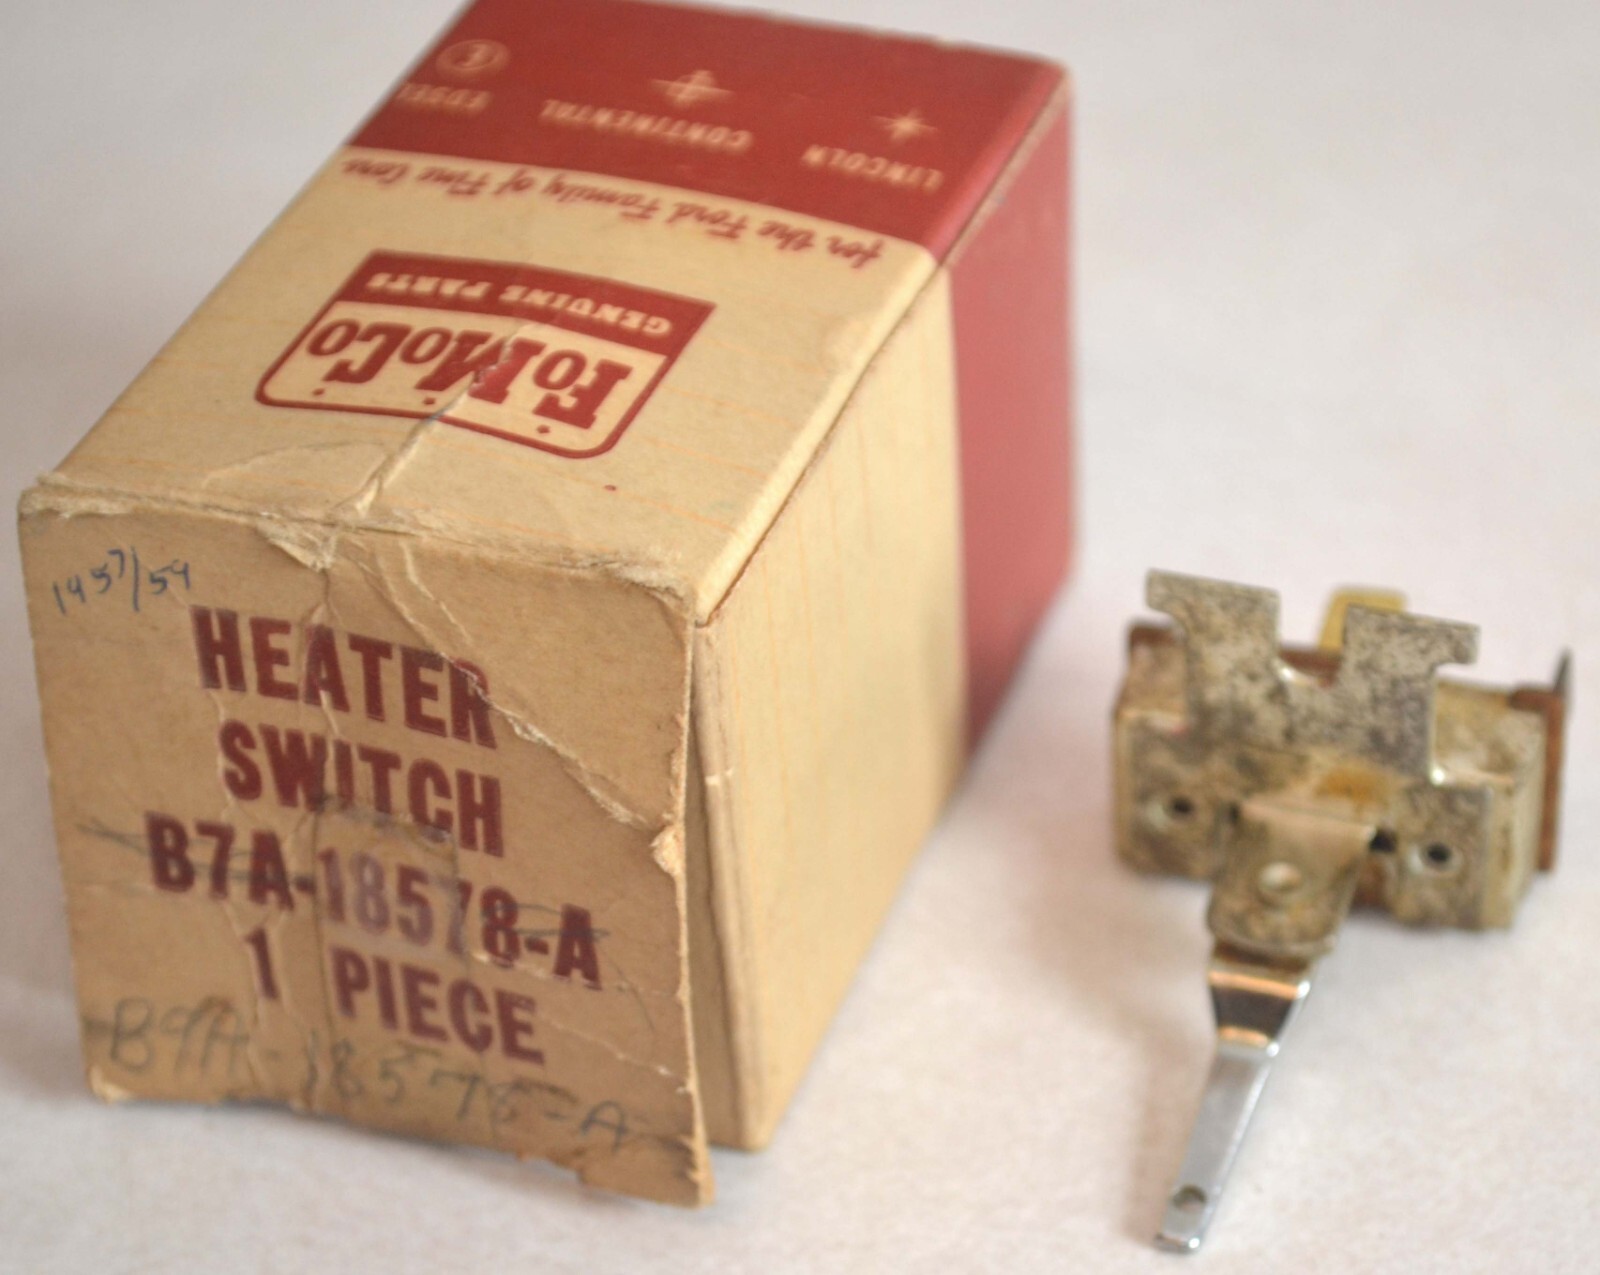 EDSEL
CONTINENTAL
LINCOLN
for the Ford Family of Fine Cars
GENUINE PARTS
FoMoCo
1957/59
HEATER
SWITCH
B7A-18578-A
1 PIECE
B9A-18578-A